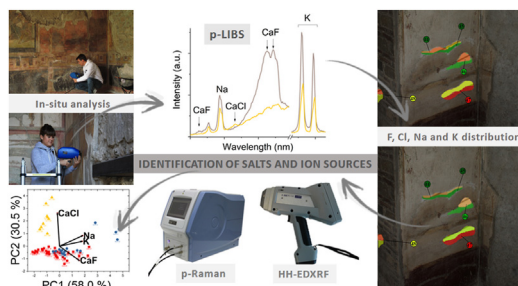 p-LIBS
K
CaF
Na
CaCl
CaF
Intensity (a.u.)
Wavelength (nm)
In-situ analysis
F, Cl, Na and K distribution
IDENTIFICATION OF SALTS AND ION SOURCES
CaCl
Na
K
CaF
PC2 (30.5 %)
PC1 (58.0 %)
p-Raman
HH-EDXRF